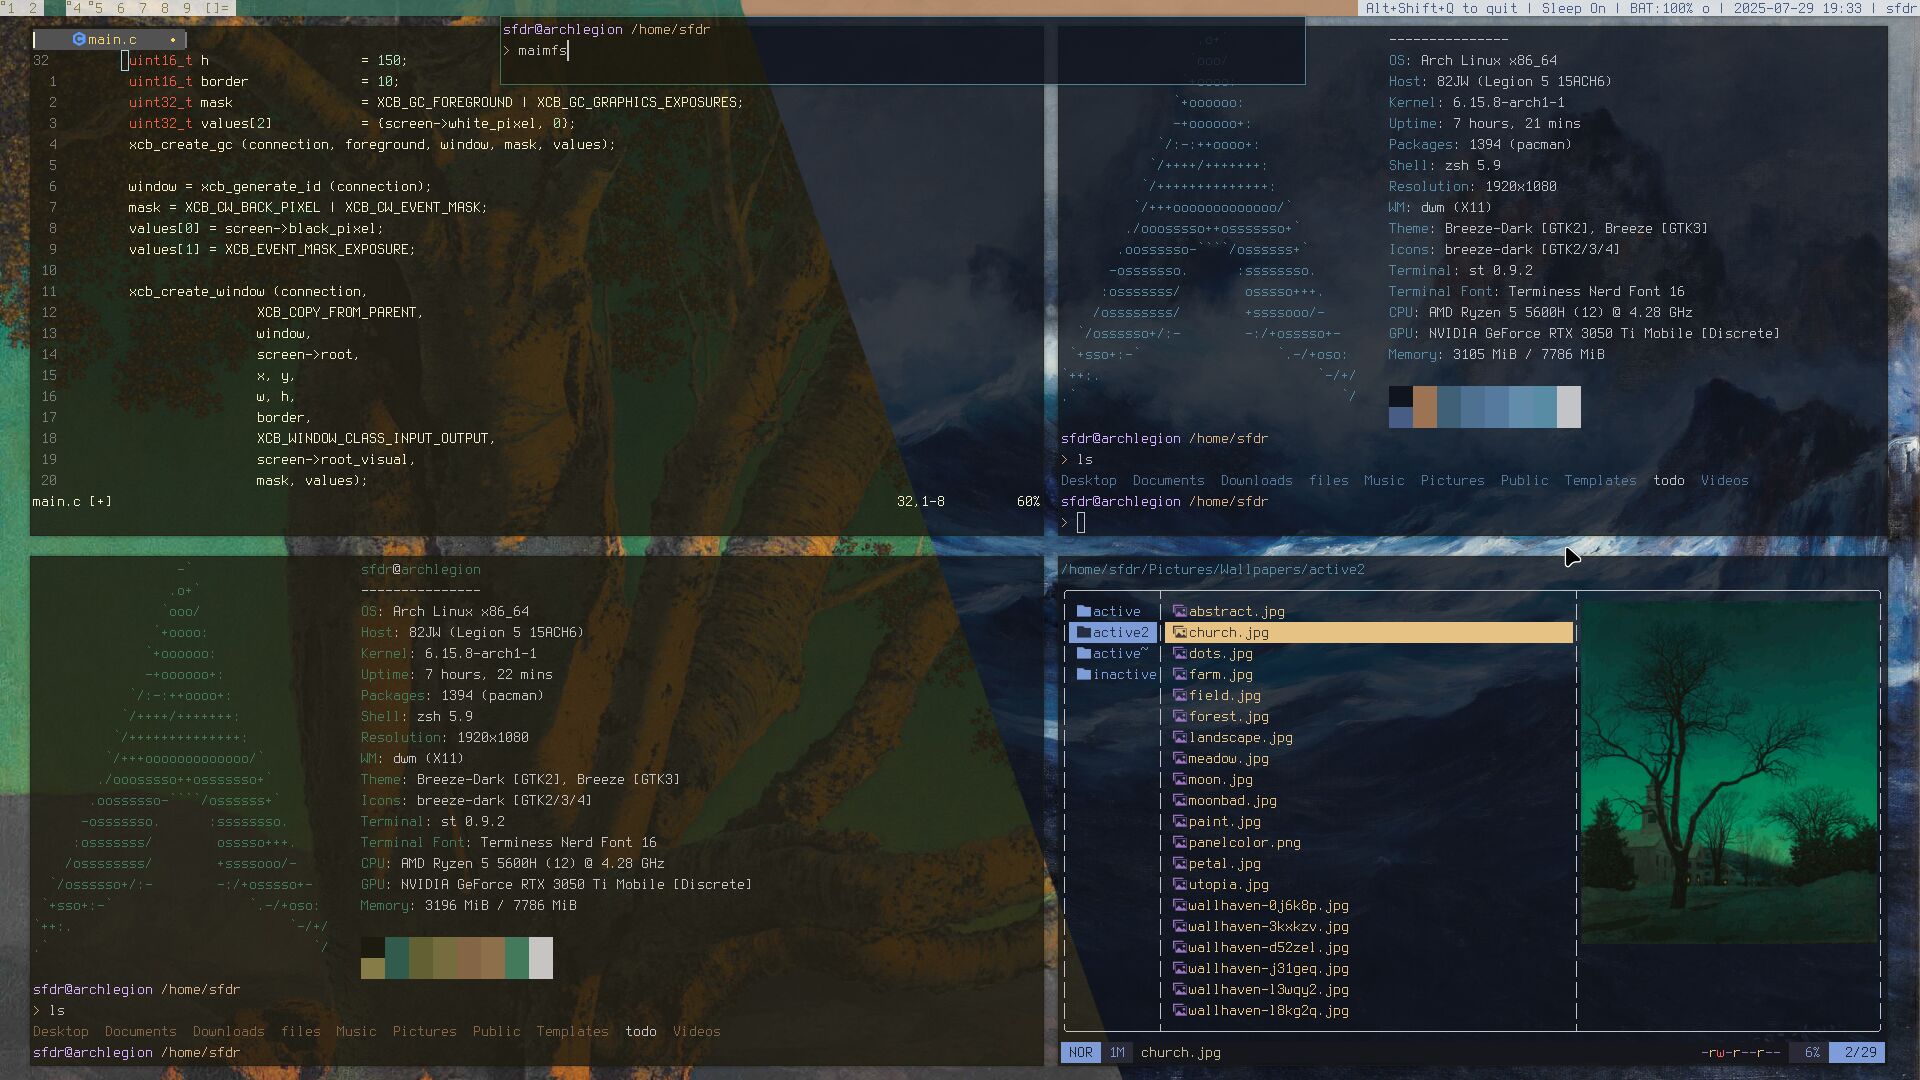 1 2 4 5 6 7 8 9 []=
Alt+Shift+Q to quit | Sleep On | BAT:100% o | 2025-07-29 19:33 | sfdr
main.c •
32 uint16_t h = 150;
1 uint16_t border = 10;
2 uint32_t mask = XCB_GC_FOREGROUND | XCB_GC_GRAPHICS_EXPOSURES;
3 uint32_t values[2] = {screen->white_pixel, 0};
4 xcb_create_gc (connection, foreground, window, mask, values);
5
6 window = xcb_generate_id (connection);
7 mask = XCB_CW_BACK_PIXEL | XCB_CW_EVENT_MASK;
8 values[0] = screen->black_pixel;
9 values[1] = XCB_EVENT_MASK_EXPOSURE;
10
11 xcb_create_window (connection,
12 XCB_COPY_FROM_PARENT,
13 window,
14 screen->root,
15 x, y,
16 w, h,
17 border,
18 XCB_WINDOW_CLASS_INPUT_OUTPUT,
19 screen->root_visual,
20 mask, values);
main.c [+] 32,1-8 60%
sfdr@archlegion /home/sfdr
> maimfs
---------------
OS: Arch Linux x86_64
Host: 82JW (Legion 5 15ACH6)
Kernel: 6.15.8-arch1-1
Uptime: 7 hours, 21 mins
Packages: 1394 (pacman)
Shell: zsh 5.9
Resolution: 1920x1080
WM: dwm (X11)
Theme: Breeze-Dark [GTK2], Breeze [GTK3]
Icons: breeze-dark [GTK2/3/4]
Terminal: st 0.9.2
Terminal Font: Terminess Nerd Font 16
CPU: AMD Ryzen 5 5600H (12) @ 4.28 GHz
GPU: NVIDIA GeForce RTX 3050 Ti Mobile [Discrete]
Memory: 3105 MiB / 7786 MiB
sfdr@archlegion /home/sfdr
> ls
Desktop Documents Downloads files Music Pictures Public Templates todo Videos
sfdr@archlegion /home/sfdr
>
sfdr@archlegion
---------------
OS: Arch Linux x86_64
Host: 82JW (Legion 5 15ACH6)
Kernel: 6.15.8-arch1-1
Uptime: 7 hours, 22 mins
Packages: 1394 (pacman)
Shell: zsh 5.9
Resolution: 1920x1080
WM: dwm (X11)
Theme: Breeze-Dark [GTK2], Breeze [GTK3]
Icons: breeze-dark [GTK2/3/4]
Terminal: st 0.9.2
Terminal Font: Terminess Nerd Font 16
CPU: AMD Ryzen 5 5600H (12) @ 4.28 GHz
GPU: NVIDIA GeForce RTX 3050 Ti Mobile [Discrete]
Memory: 3196 MiB / 7786 MiB
sfdr@archlegion /home/sfdr
> ls
Desktop Documents Downloads files Music Pictures Public Templates todo Videos
sfdr@archlegion /home/sfdr
/home/sfdr/Pictures/Wallpapers/active2
active
active2
active~
inactive
abstract.jpg
church.jpg
dots.jpg
farm.jpg
field.jpg
forest.jpg
landscape.jpg
meadow.jpg
moon.jpg
moonbad.jpg
paint.jpg
panelcolor.png
petal.jpg
utopia.jpg
wallhaven-0j6k8p.jpg
wallhaven-3kxkzv.jpg
wallhaven-d52zel.jpg
wallhaven-j31geq.jpg
wallhaven-l3wqy2.jpg
wallhaven-l8kg2q.jpg
NOR 1M church.jpg -rw-r--r-- 6% 2/29